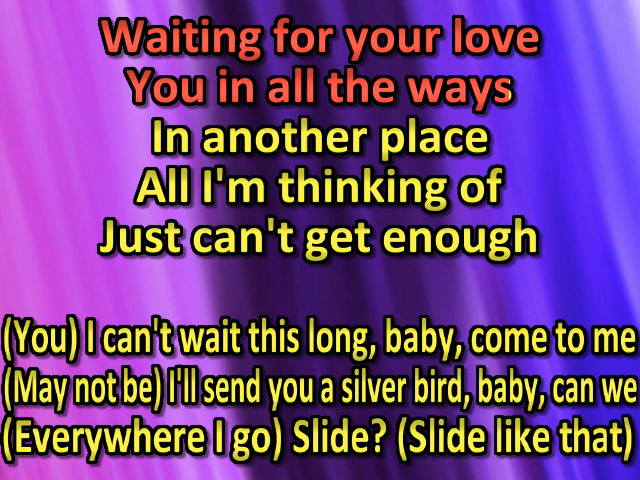 Waiting for your love
You in all the ways
In another place
All I'm thinking of
Just can't get enough
(You) I can't wait this long, baby, come to me
(May not be) I'll send you a silver bird, baby, can we
(Everywhere I go) Slide? (Slide like that)